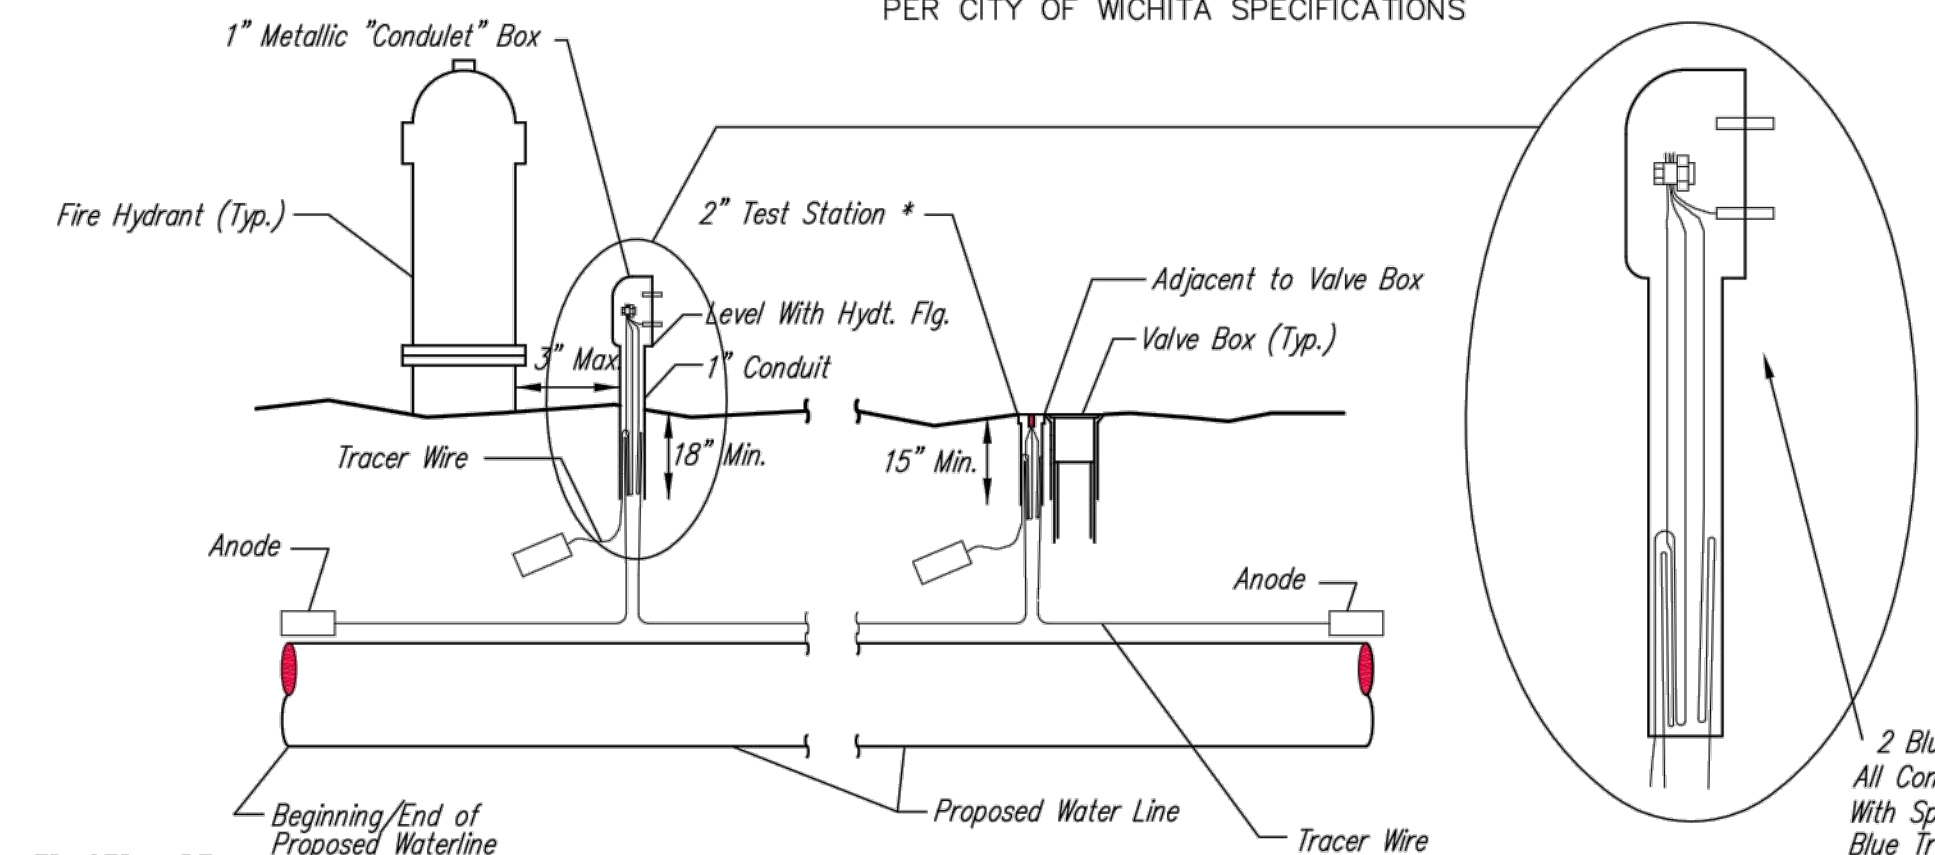 PER CITY OF WICHITA SPECIFICATIONS
1" Metallic "Condulet" Box
Fire Hydrant (Typ.)
2" Test Station *
Adjacent to Valve Box
Level With Hydt. Flg.
Valve Box (Typ.)
3" Max.
1" Conduit
Tracer Wire
18" Min.
15" Min.
Anode
Anode
2
All
With
Blue
Beginning/End of
Proposed Waterline
Proposed Water Line
Tracer Wire